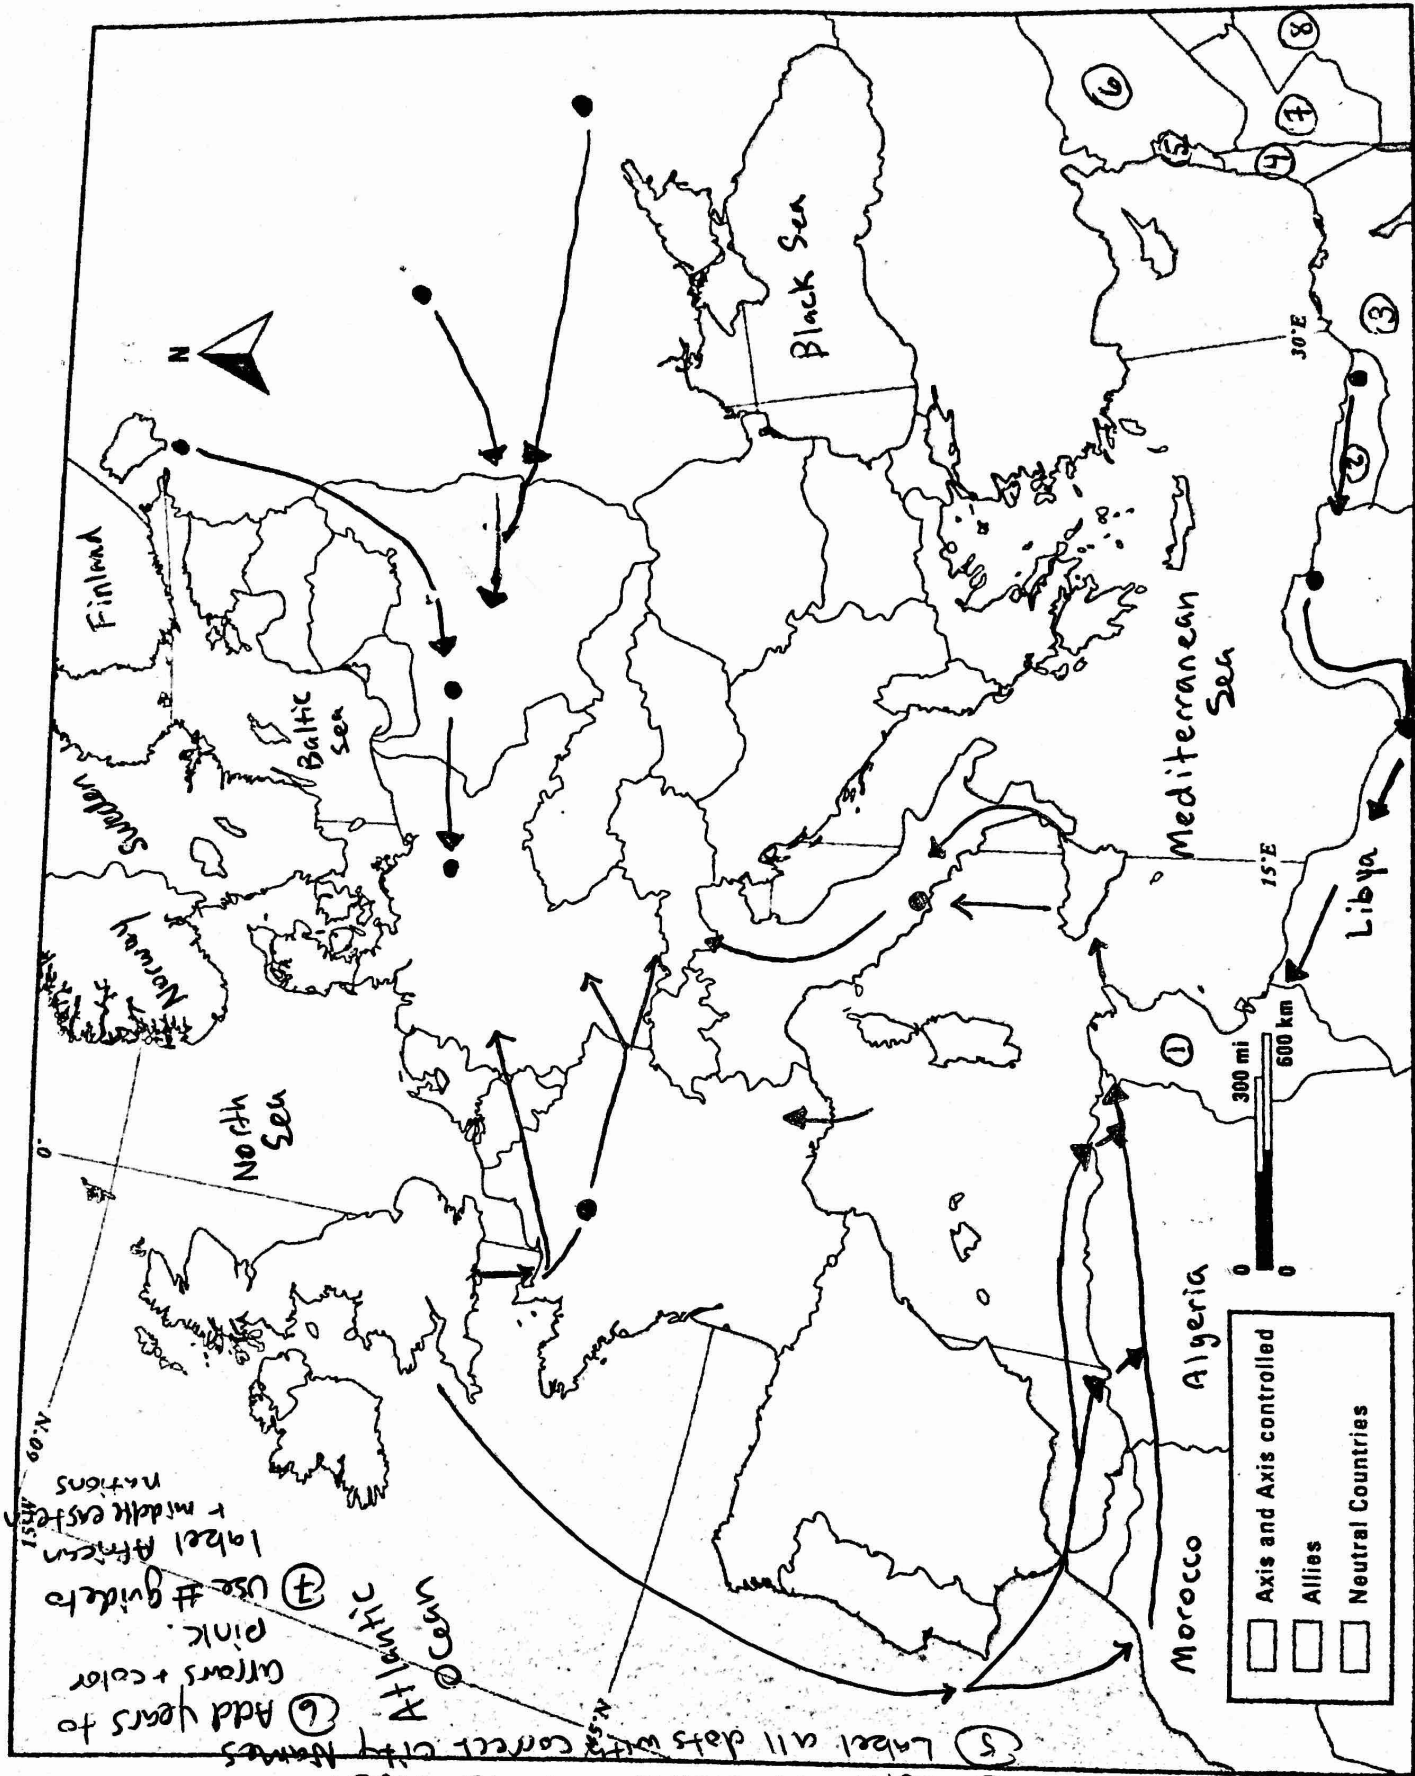 ⑤ Label all dots with correct city Names
⑥ Add years to
arrows + color
pink.
⑦ Use # guide to
label African
+ middle eastern
nations
15°W
60°N
45°N
0°
N
Norway
Sweden
Finland
North
Sea
Baltic
Sea
Atlantic
Ocean
Black Sea
Mediterranean
Sea
15°E
30°E
Morocco
Algeria
Libya
①
②
③
④
⑤
⑥
⑦
⑧
0
300 mi
0
600 km
Axis and Axis controlled
Allies
Neutral Countries